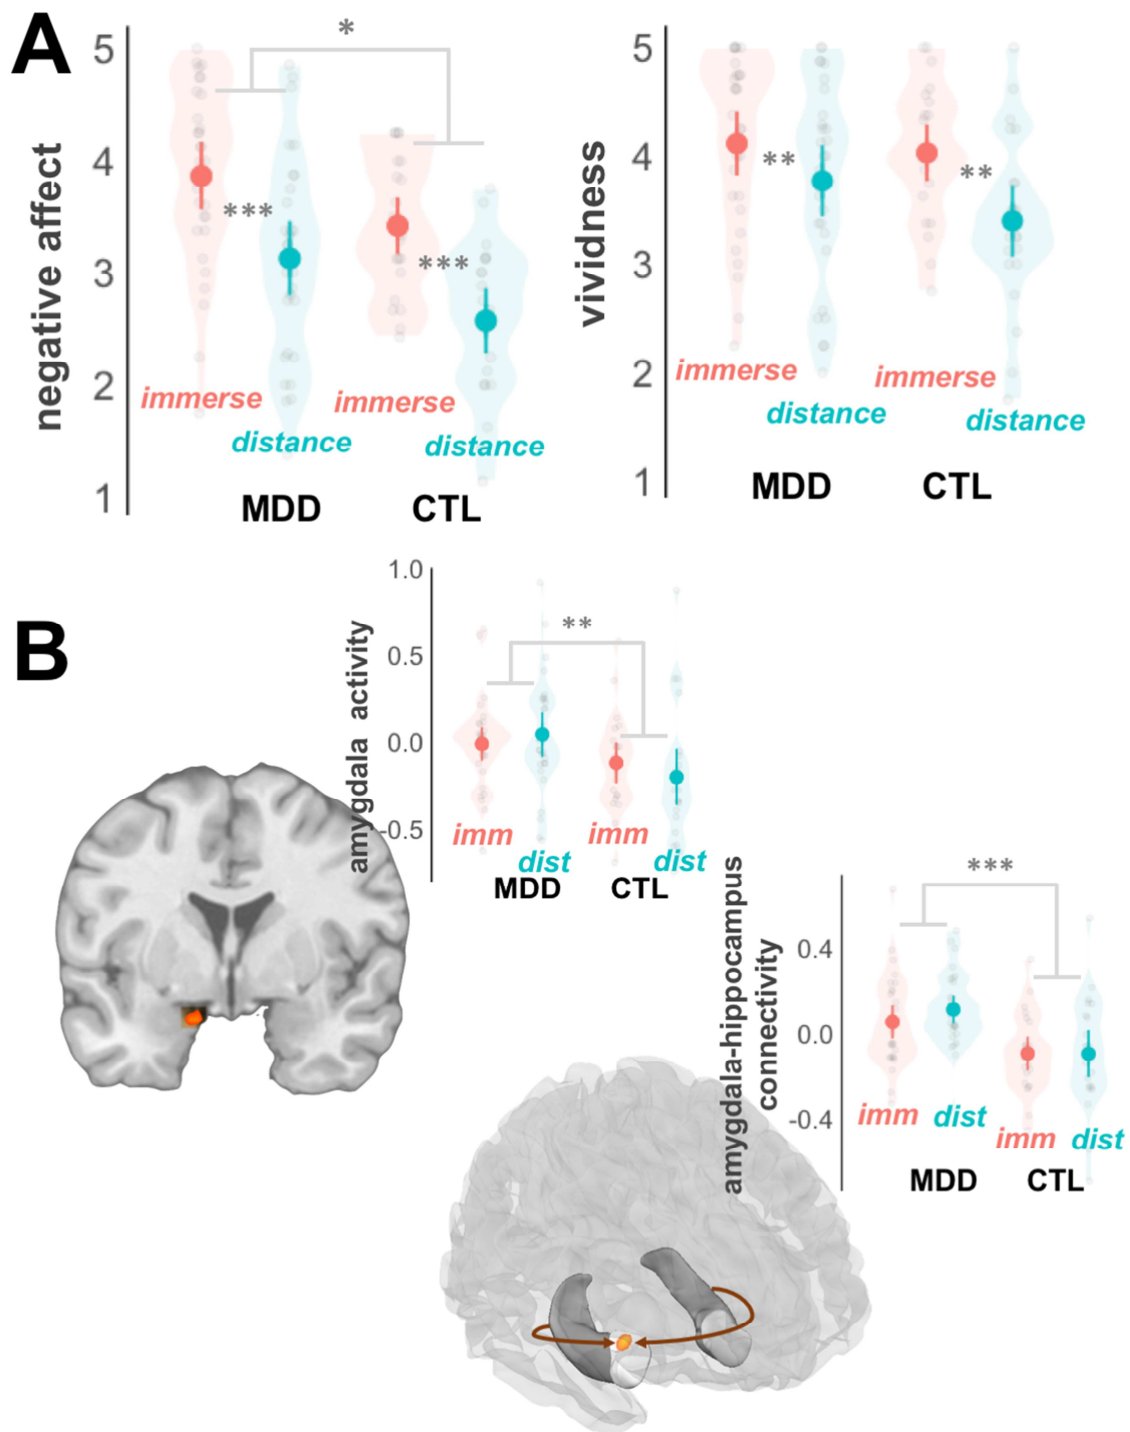 A
negative affect
5
4
3
2
1
*
***
***
immerse
distance
immerse
distance
MDD
CTL
vividness
5
4
3
2
1
**
**
immerse
distance
immerse
distance
MDD
CTL
B
amygdala activity
1.0
0.5
0.0
-0.5
**
imm
dist
imm
dist
MDD
CTL
amygdala-hippocampus
connectivity
0.4
0.0
-0.4
***
imm
dist
imm
dist
MDD
CTL